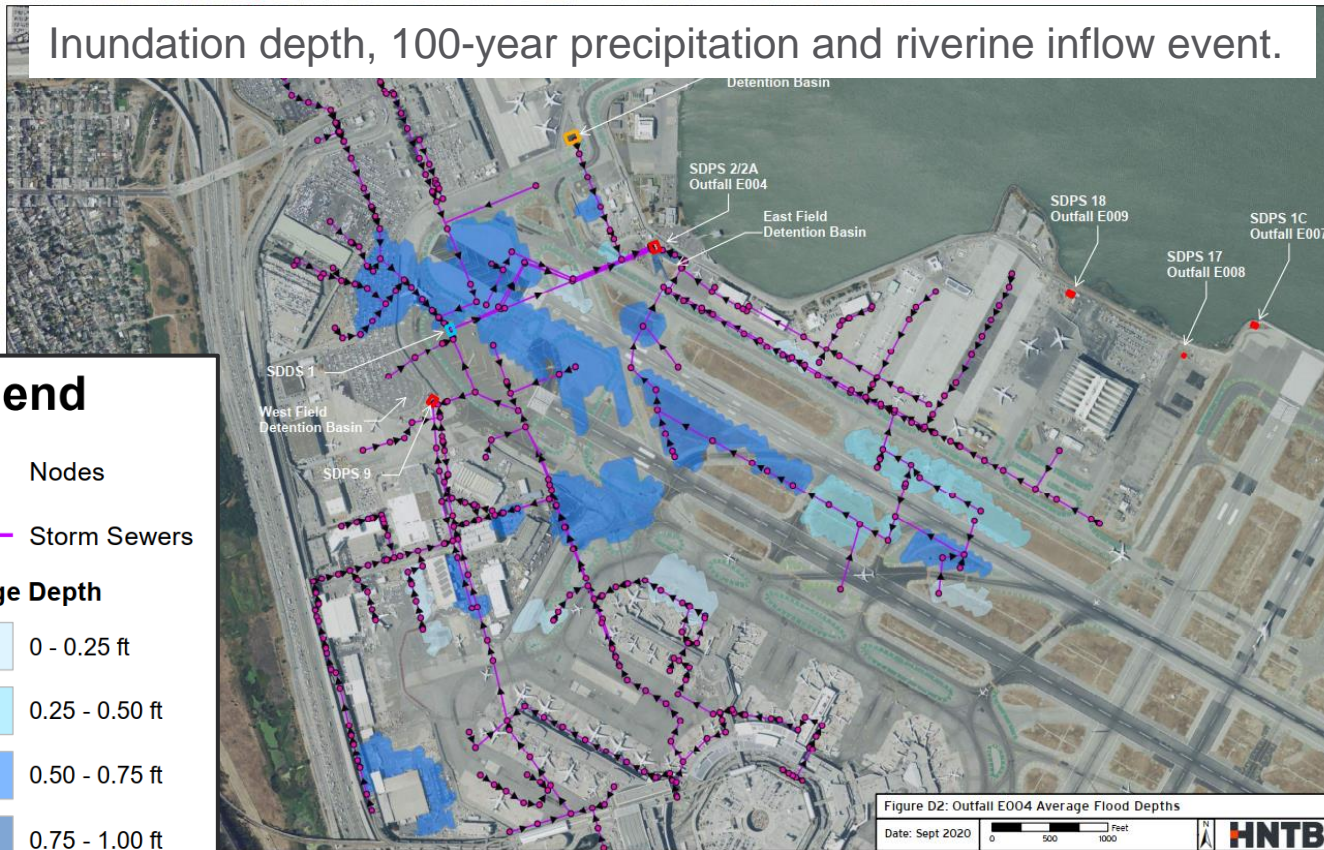 Inundation depth, 100-year precipitation and riverine inflow event.
Detention Basin
SDPS 2/2A
Outfall E004
East Field
Detention Basin
SDPS 18
Outfall E009
SDPS 1C
Outfall E007
SDPS 17
Outfall E008
SDDS 1
West Field
Detention Basin
SDPS 9
end
Nodes
Storm Sewers
ge Depth
0 - 0.25 ft
0.25 - 0.50 ft
0.50 - 0.75 ft
0.75 - 1.00 ft
Figure D2: Outfall E004 Average Flood Depths
Date: Sept 2020
Feet
0 500 1000
N
HNTB